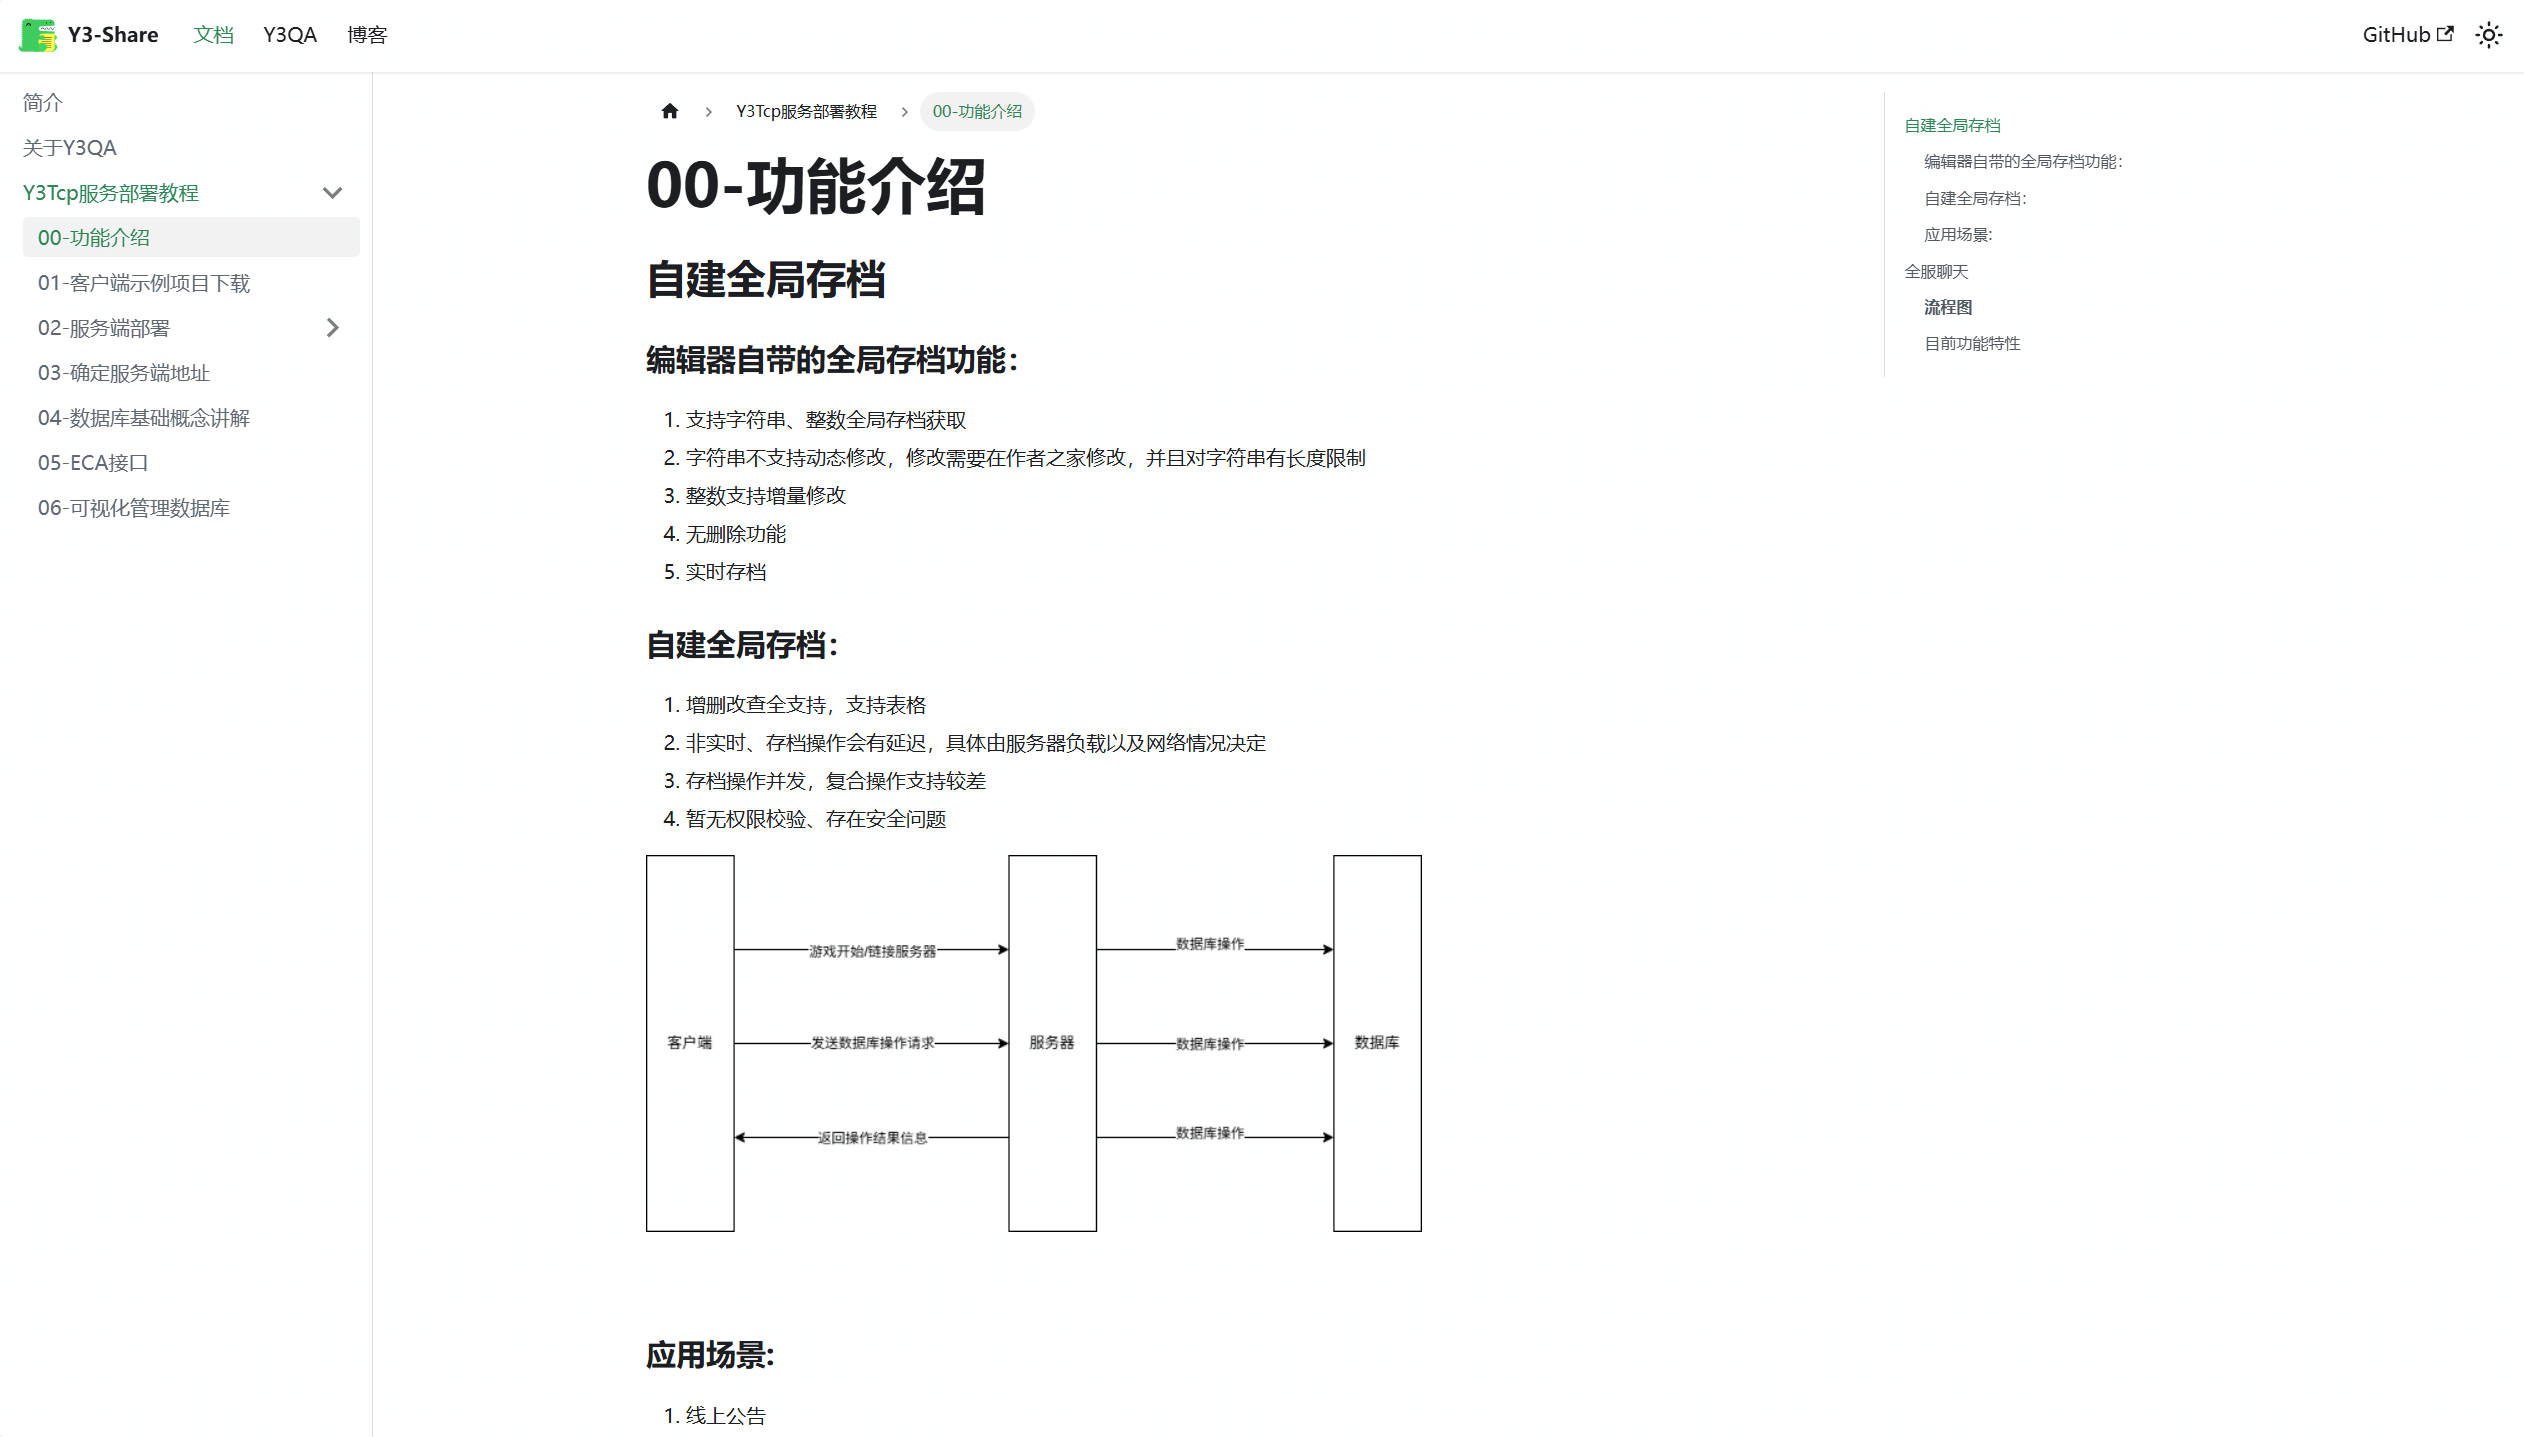 Y3-Share 文档 Y3QA 博客 GitHub
简介
关于Y3QA
Y3Tcp服务部署教程
00-功能介绍
01-客户端示例项目下载
02-服务端部署
03-确定服务端地址
04-数据库基础概念讲解
05-ECA接口
06-可视化管理数据库
Y3Tcp服务部署教程 00-功能介绍
00-功能介绍
自建全局存档
编辑器自带的全局存档功能：
1. 支持字符串、整数全局存档获取
2. 字符串不支持动态修改，修改需要在作者之家修改，并且对字符串有长度限制
3. 整数支持增量修改
4. 无删除功能
5. 实时存档
自建全局存档：
1. 增删改查全支持，支持表格
2. 非实时、存档操作会有延迟，具体由服务器负载以及网络情况决定
3. 存档操作并发，复合操作支持较差
4. 暂无权限校验、存在安全问题
游戏开始/链接服务器 数据库操作
客户端 发送数据库操作请求 服务器 数据库操作 数据库
返回操作结果信息 数据库操作
应用场景:
1. 线上公告
自建全局存档
编辑器自带的全局存档功能：
自建全局存档：
应用场景:
全服聊天
流程图
目前功能特性